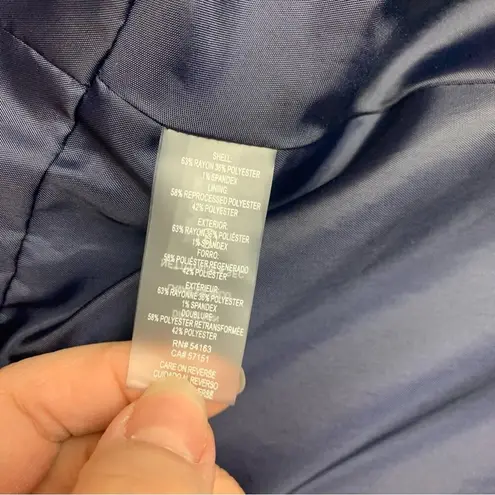 SHELL:
63% RAYON 36% POLYESTER
1% SPANDEX
LINING:
58% REPROCESSED POLYESTER
42% POLYESTER
EXTERIOR:
63% RAYON 36% POLIÉSTER
1% SPANDEX
FORRO:
58% POLIÉSTER REGENERADO
42% POLIÉSTER
EXTÉRIEUR:
63% RAYONNE 36% POLYESTER
1% SPANDEX
DOUBLURE:
58% POLYESTER RETRANSFORMÉE
42% POLYESTER
RN# 54163
CA# 57151
CARE ON REVERSE
CUIDADO AL REVERSO